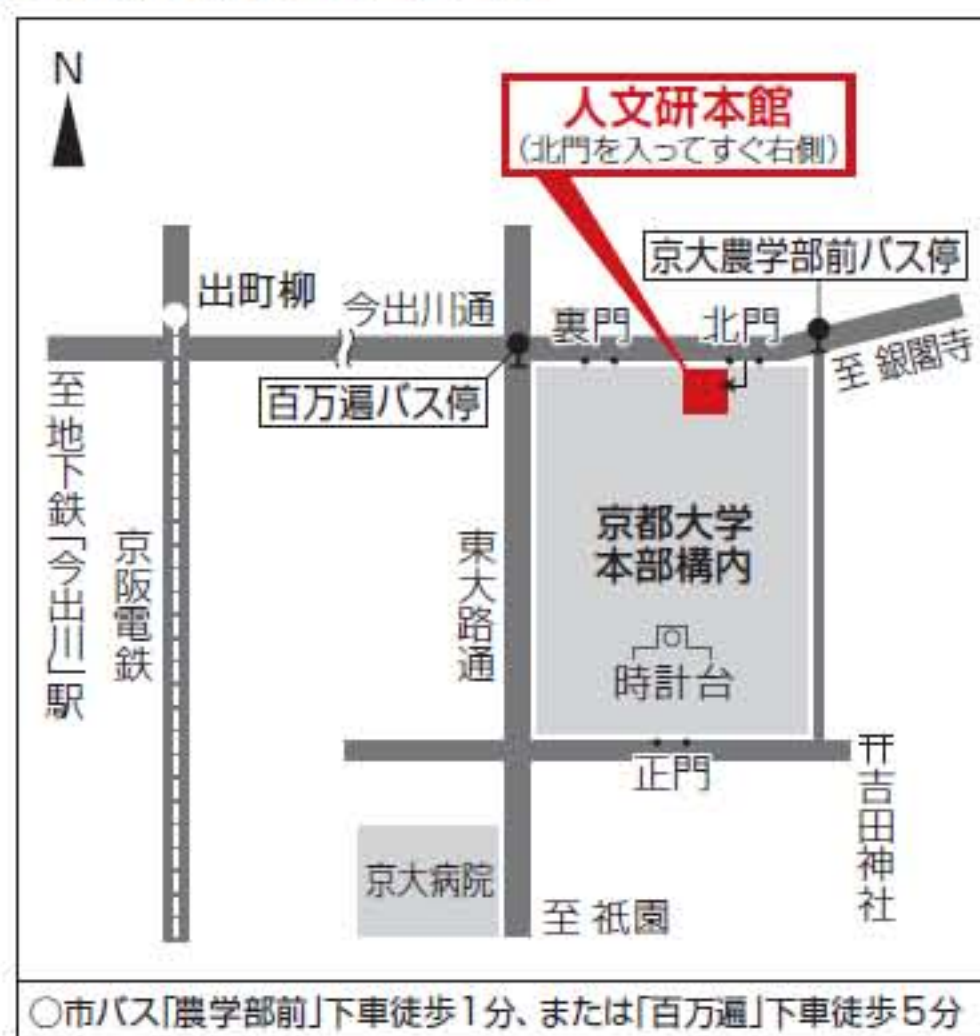 N
人文研本館
(北門を入ってすぐ右側)
京大農学部前バス停
出町柳
今出川通
裏門
北門
至 銀閣寺
百万遍バス停
至地下鉄「今出川」駅
京阪電鉄
東大路通
京都大学
本部構内
時計台
正門
吉田神社
京大病院
至 祇園
○市バス「農学部前」下車徒歩1分、または「百万遍」下車徒歩5分